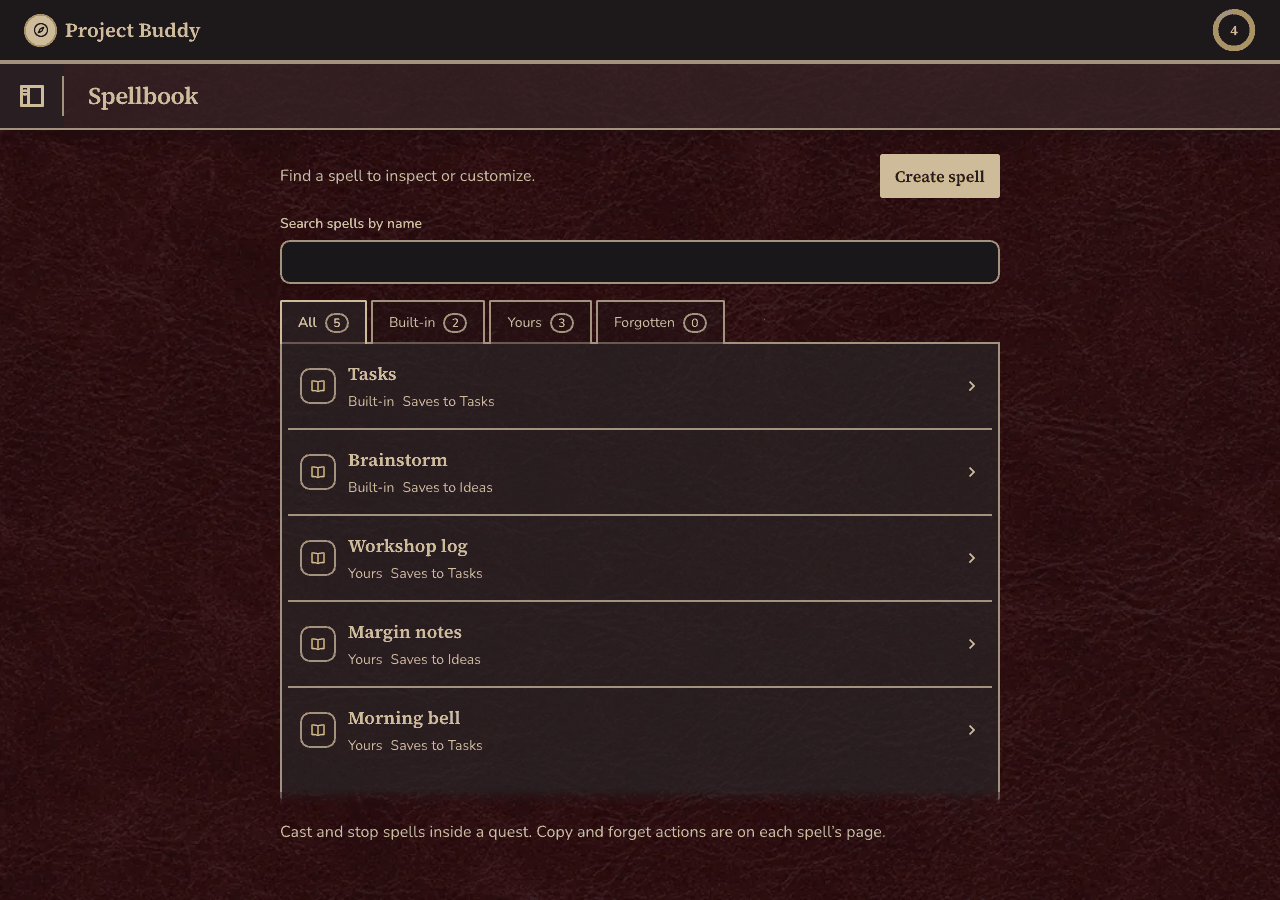 Project Buddy
4
Spellbook
Find a spell to inspect or customize.
Create spell
Search spells by name
All 5
Built-in 2
Yours 3
Forgotten 0
Tasks
Built-in Saves to Tasks
Brainstorm
Built-in Saves to Ideas
Workshop log
Yours Saves to Tasks
Margin notes
Yours Saves to Ideas
Morning bell
Yours Saves to Tasks
Cast and stop spells inside a quest. Copy and forget actions are on each spell’s page.